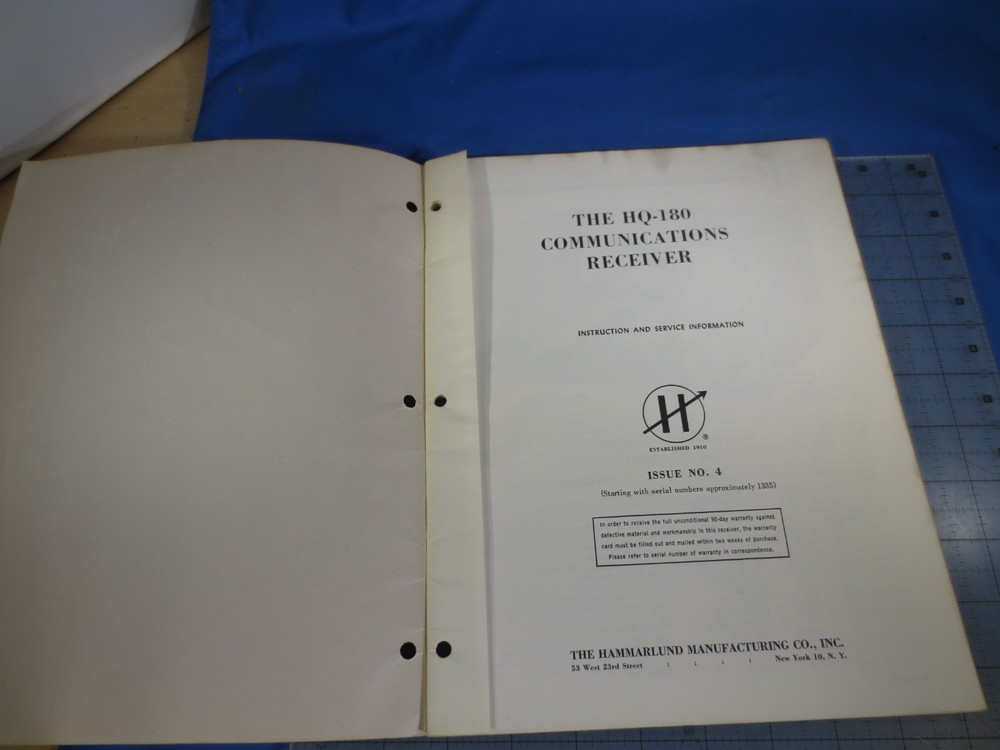 THE HQ-180
COMMUNICATIONS
RECEIVER
INSTRUCTION AND SERVICE INFORMATION
H
®
ESTABLISHED 1910
ISSUE NO. 4
(Starting with serial numbers approximately 1335)
In order to receive the full unconditional 90-day warranty against
defective material and workmanship in this receiver, the warranty
card must be filled out and mailed within two weeks of purchase.
Please refer to serial number of warranty in correspondence.
THE HAMMARLUND MANUFACTURING CO., INC.
53 West 23rd Street : : : : New York 10, N. Y.